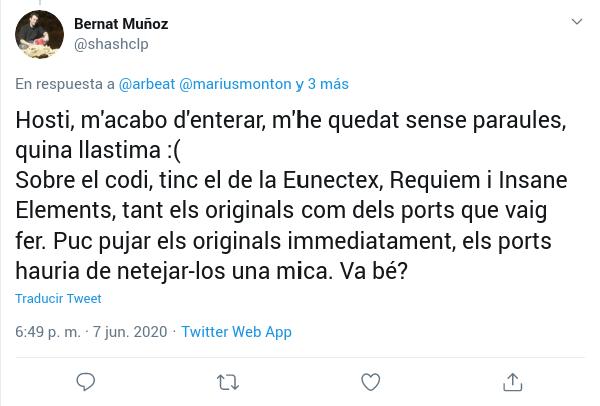 Bernat Muñoz
@shashclp
En respuesta a @arbeat @mariusmonton y 3 más
Hosti, m'acabo d'enterar, m'he quedat sense paraules,
quina llastima :(
Sobre el codi, tinc el de la Eunectex, Requiem i Insane
Elements, tant els originals com dels ports que vaig
fer. Puc pujar els originals immediatament, els ports
hauria de netejar-los una mica. Va bé?
Traducir Tweet
6:49 p. m. · 7 jun. 2020 · Twitter Web App